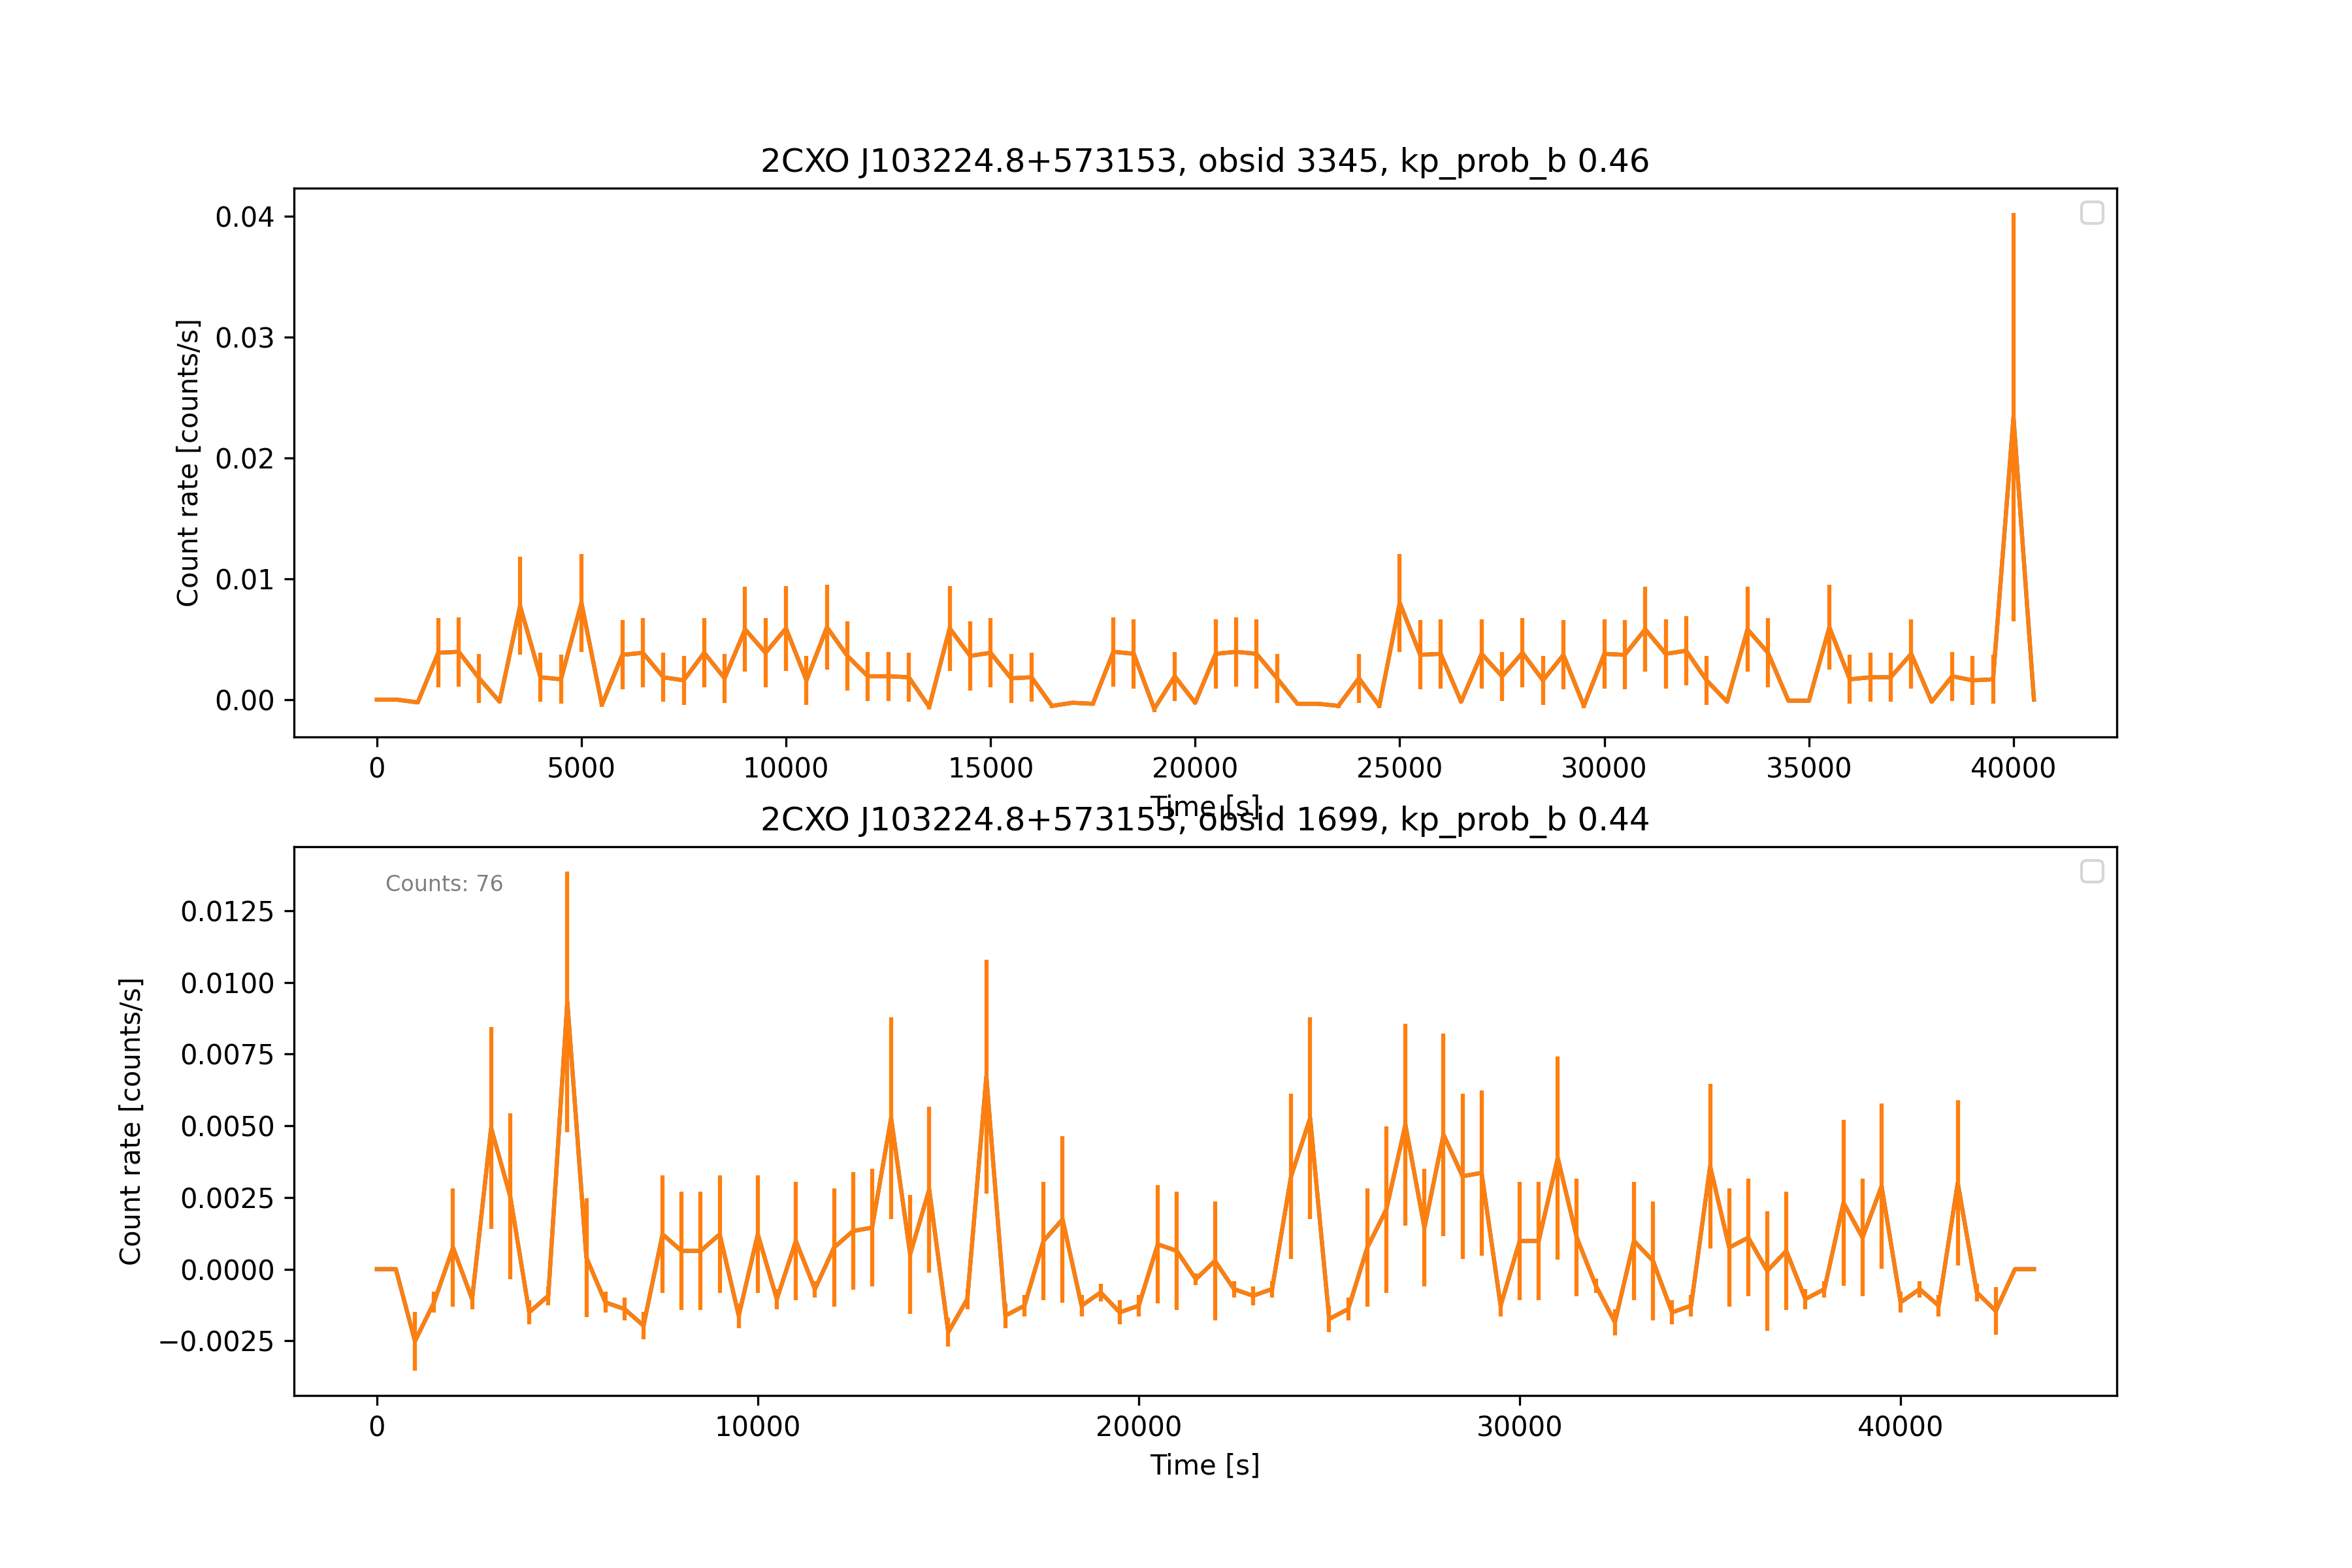 2CXO J103224.8+573153, obsid 3345, kp_prob_b 0.46
0.04
0.03
0.02
0.01
0.00
Count rate [counts/s]
0 5000 10000 15000 20000 25000 30000 35000 40000
Time [s]
2CXO J103224.8+573153, obsid 1699, kp_prob_b 0.44
Counts: 76
0.0125
0.0100
0.0075
0.0050
0.0025
0.0000
−0.0025
Count rate [counts/s]
0 10000 20000 30000 40000
Time [s]